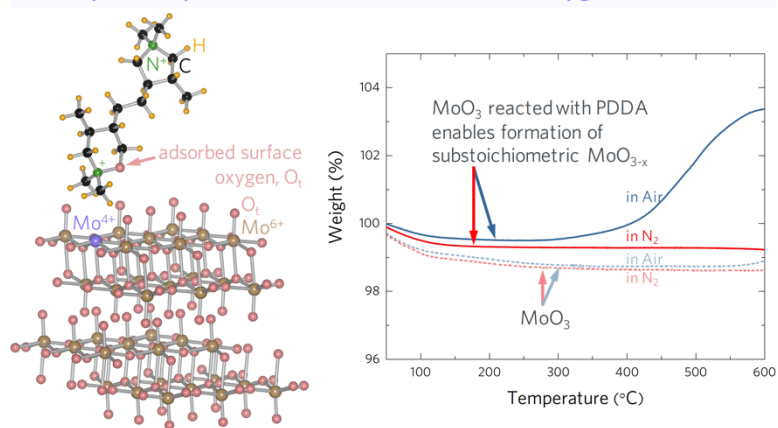 H
N⁺
C
+
adsorbed surface
oxygen, Oₜ
Oₜ
Mo⁴⁺
Mo⁶⁺
104
102
100
98
96
Weight (%)
MoO₃ reacted with PDDA
enables formation of
substoichiometric MoO₃₋ₓ
in Air
in N₂
in Air
in N₂
MoO₃
100
200
300
400
500
600
Temperature (°C)